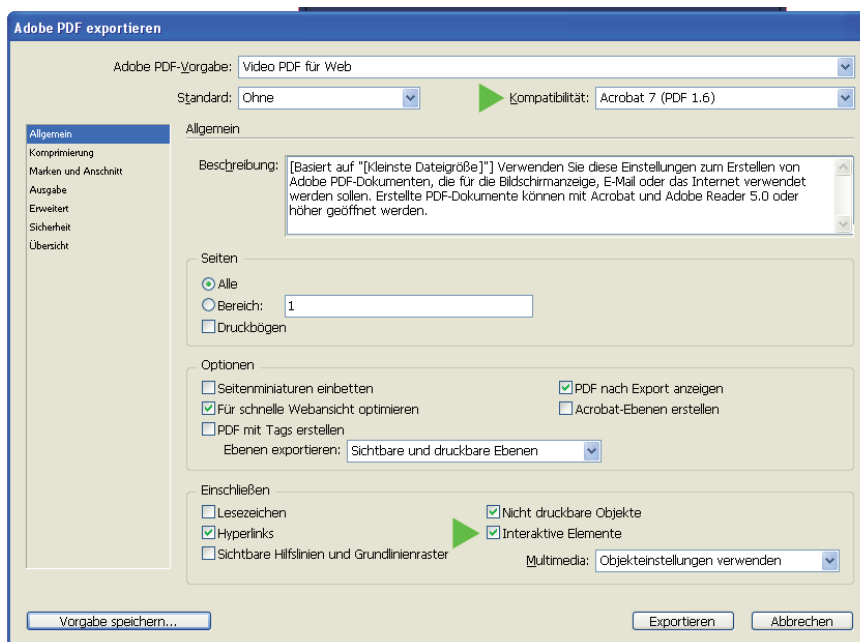 Adobe PDF exportieren
Adobe PDF-Vorgabe: Video PDF für Web
Standard: Ohne
Kompatibilität: Acrobat 7 (PDF 1.6)
Allgemein
Komprimierung
Marken und Anschnitt
Ausgabe
Erweitert
Sicherheit
Übersicht
Allgemein
Beschreibung: [Basiert auf "[Kleinste Dateigröße]"] Verwenden Sie diese Einstellungen zum Erstellen von
Adobe PDF-Dokumenten, die für die Bildschirmanzeige, E-Mail oder das Internet verwendet
werden sollen. Erstellte PDF-Dokumente können mit Acrobat und Adobe Reader 5.0 oder
höher geöffnet werden.
Seiten
Alle
Bereich: 1
Druckbögen
Optionen
Seitenminiaturen einbetten
PDF nach Export anzeigen
Für schnelle Webansicht optimieren
Acrobat-Ebenen erstellen
PDF mit Tags erstellen
Ebenen exportieren: Sichtbare und druckbare Ebenen
Einschließen
Lesezeichen
Nicht druckbare Objekte
Hyperlinks
Interaktive Elemente
Sichtbare Hilfslinien und Grundlinienraster
Multimedia: Objekteinstellungen verwenden
Vorgabe speichern...
Exportieren
Abbrechen